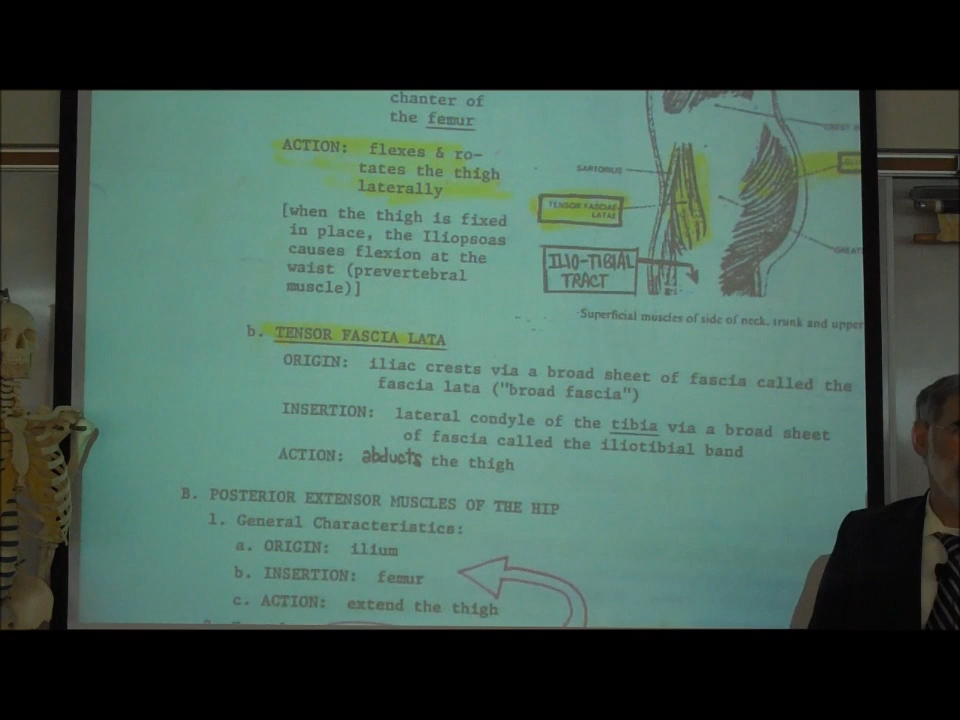 chanter of
the femur
ACTION: flexes & ro-
tates the thigh
laterally
[when the thigh is fixed
in place, the Iliopsoas
causes flexion at the
waist (prevertebral
muscle)]
SARTORIUS
TENSOR FASCIAE
LATAE
ILIO-TIBIAL
TRACT
Superficial muscles of side of neck, trunk and upper
b. TENSOR FASCIA LATA
ORIGIN: iliac crests via a broad sheet of fascia called the
fascia lata ("broad fascia")
INSERTION: lateral condyle of the tibia via a broad sheet
of fascia called the iliotibial band
ACTION: abducts the thigh
B. POSTERIOR EXTENSOR MUSCLES OF THE HIP
1. General Characteristics:
a. ORIGIN: ilium
b. INSERTION: femur
c. ACTION: extend the thigh